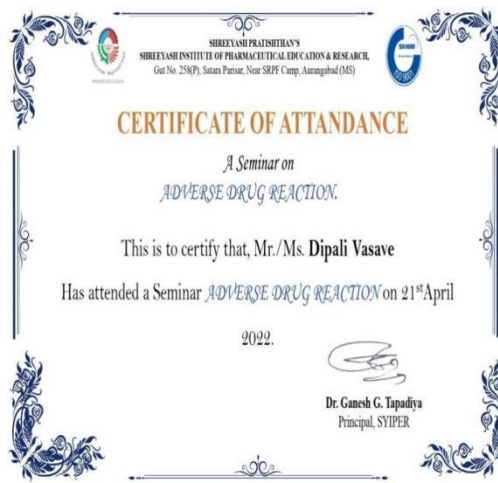 SHREEYASH PRATISHTHAN'S
SHREEYASH INSTITUTE OF PHARMACEUTICAL EDUCATION & RESEARCH,
Gut No. 258(P), Satara Parisar, Near SRPF Camp, Aurangabad (MS)
CERTIFICATE OF ATTANDANCE
A Seminar on
ADVERSE DRUG REACTION.
This is to certify that, Mr./Ms. Dipali Vasave
Has attended a Seminar ADVERSE DRUG REACTION on 21stApril
2022.
Dr. Ganesh G. Tapadiya
Principal, SYIPER